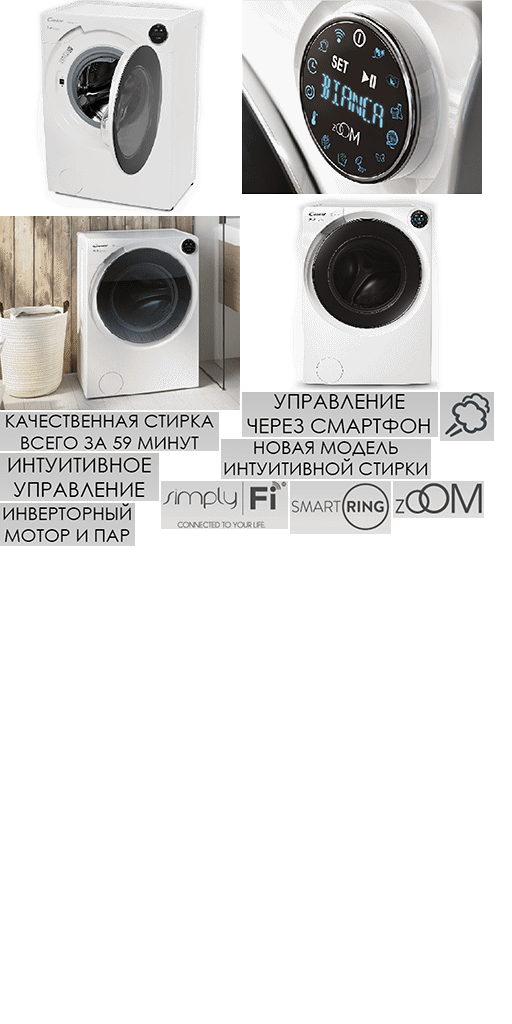 CANDY
SET
BIANCA
ZOOM
CANDY
CANDY
УПРАВЛЕНИЕ
ЧЕРЕЗ СМАРТФОН
КАЧЕСТВЕННАЯ СТИРКА
ВСЕГО ЗА 59 МИНУТ
НОВАЯ МОДЕЛЬ
ИНТУИТИВНОЙ СТИРКИ
ИНТУИТИВНОЕ
УПРАВЛЕНИЕ
simply Fi
CONNECTED TO YOUR LIFE.
SMART RING
ZOOM
ИНВЕРТОРНЫЙ
МОТОР И ПАР